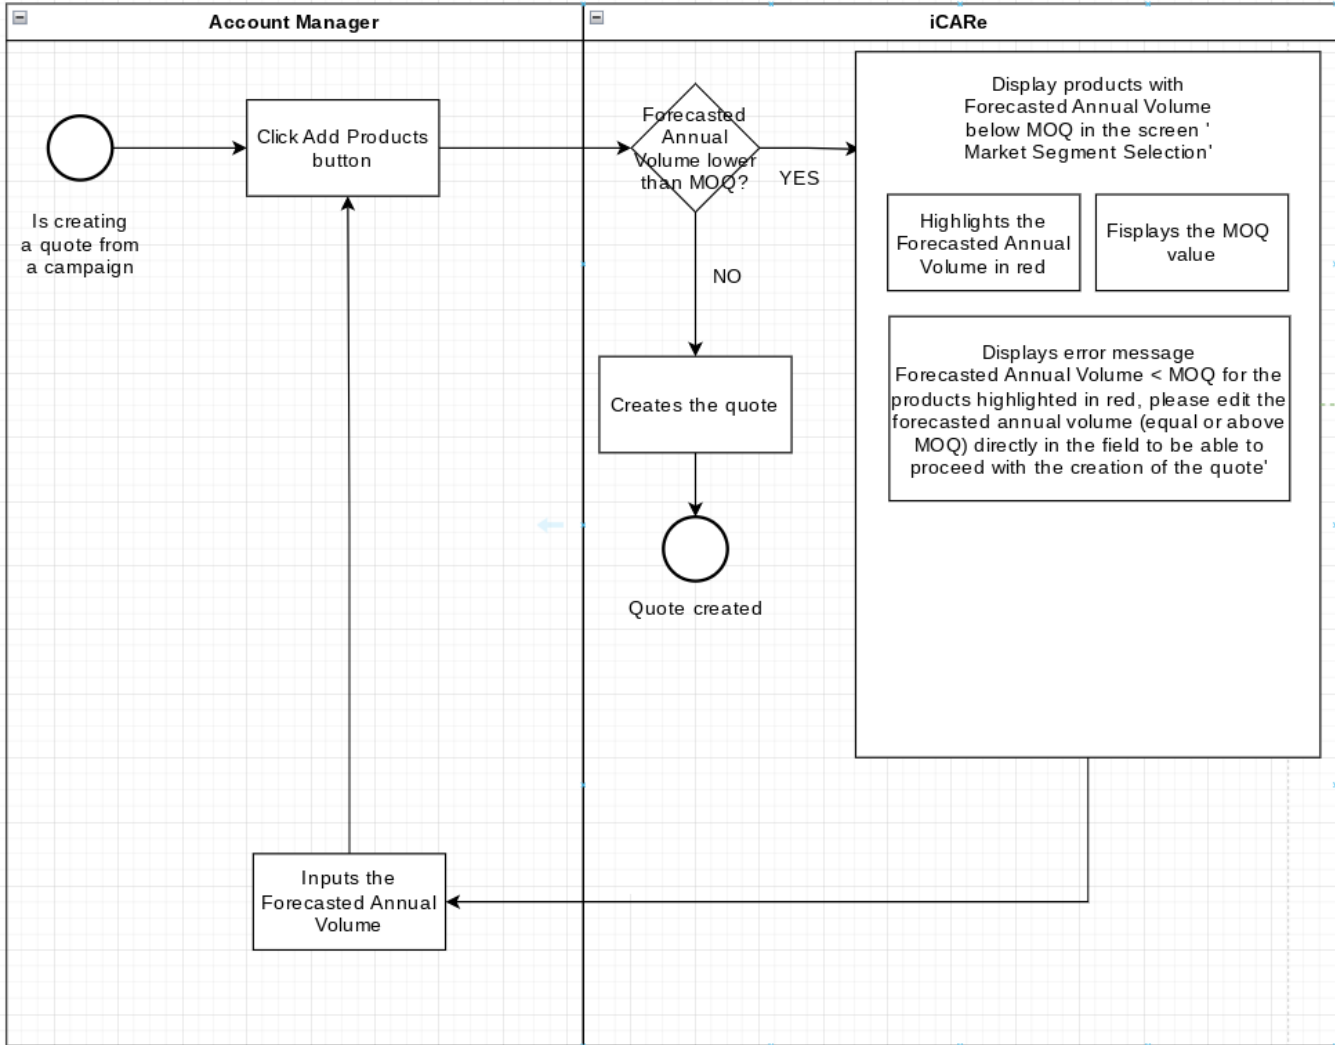 Account Manager
iCARe
Is creating
a quote from
a campaign
Click Add Products
button
Forecasted
Annual
Volume lower
than MOQ?
YES
NO
Creates the quote
Quote created
Display products with
Forecasted Annual Volume
below MOQ in the screen '
Market Segment Selection'
Highlights the
Forecasted Annual
Volume in red
Fisplays the MOQ
value
Displays error message
Forecasted Annual Volume < MOQ for the
products highlighted in red, please edit the
forecasted annual volume (equal or above
MOQ) directly in the field to be able to
proceed with the creation of the quote'
Inputs the
Forecasted Annual
Volume